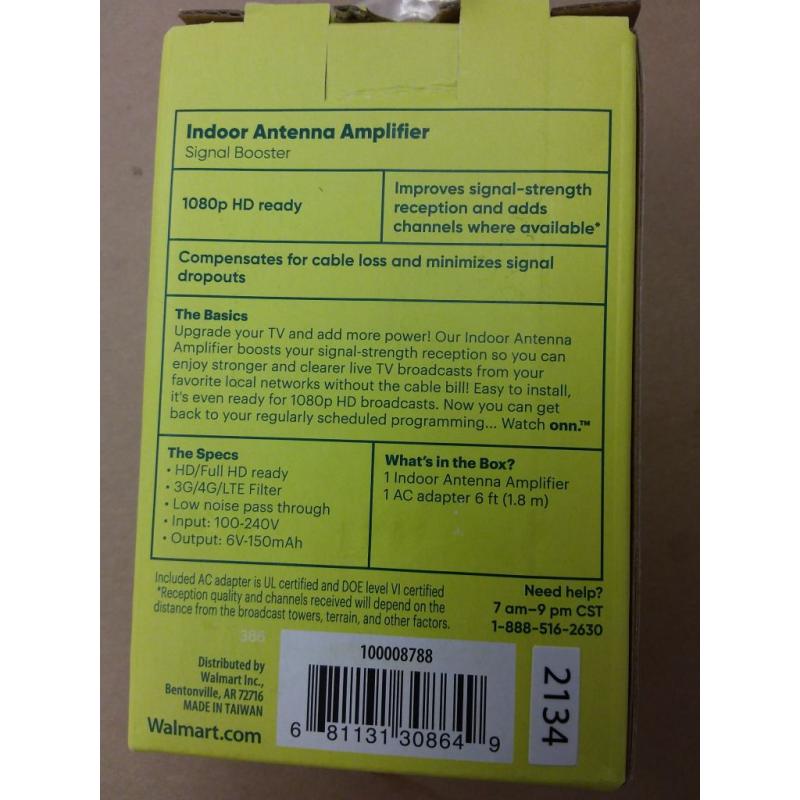 Indoor Antenna Amplifier
Signal Booster
1080p HD ready
Improves signal-strength
reception and adds
channels where available*
Compensates for cable loss and minimizes signal
dropouts
The Basics
Upgrade your TV and add more power! Our Indoor Antenna
Amplifier boosts your signal-strength reception so you can
enjoy stronger and clearer live TV broadcasts from your
favorite local networks without the cable bill! Easy to install,
it's even ready for 1080p HD broadcasts. Now you can get
back to your regularly scheduled programming... Watch onn.™
The Specs
• HD/Full HD ready
• 3G/4G/LTE Filter
• Low noise pass through
• Input: 100-240V
• Output: 6V-150mAh
What's in the Box?
1 Indoor Antenna Amplifier
1 AC adapter 6 ft (1.8 m)
Included AC adapter is UL certified and DOE level VI certified
*Reception quality and channels received will depend on the
distance from the broadcast towers, terrain, and other factors.
Need help?
7 am–9 pm CST
1-888-516-2630
386
Distributed by
Walmart Inc.,
Bentonville, AR 72716
MADE IN TAIWAN
Walmart.com
100008788
6 81131 30864 9
2134